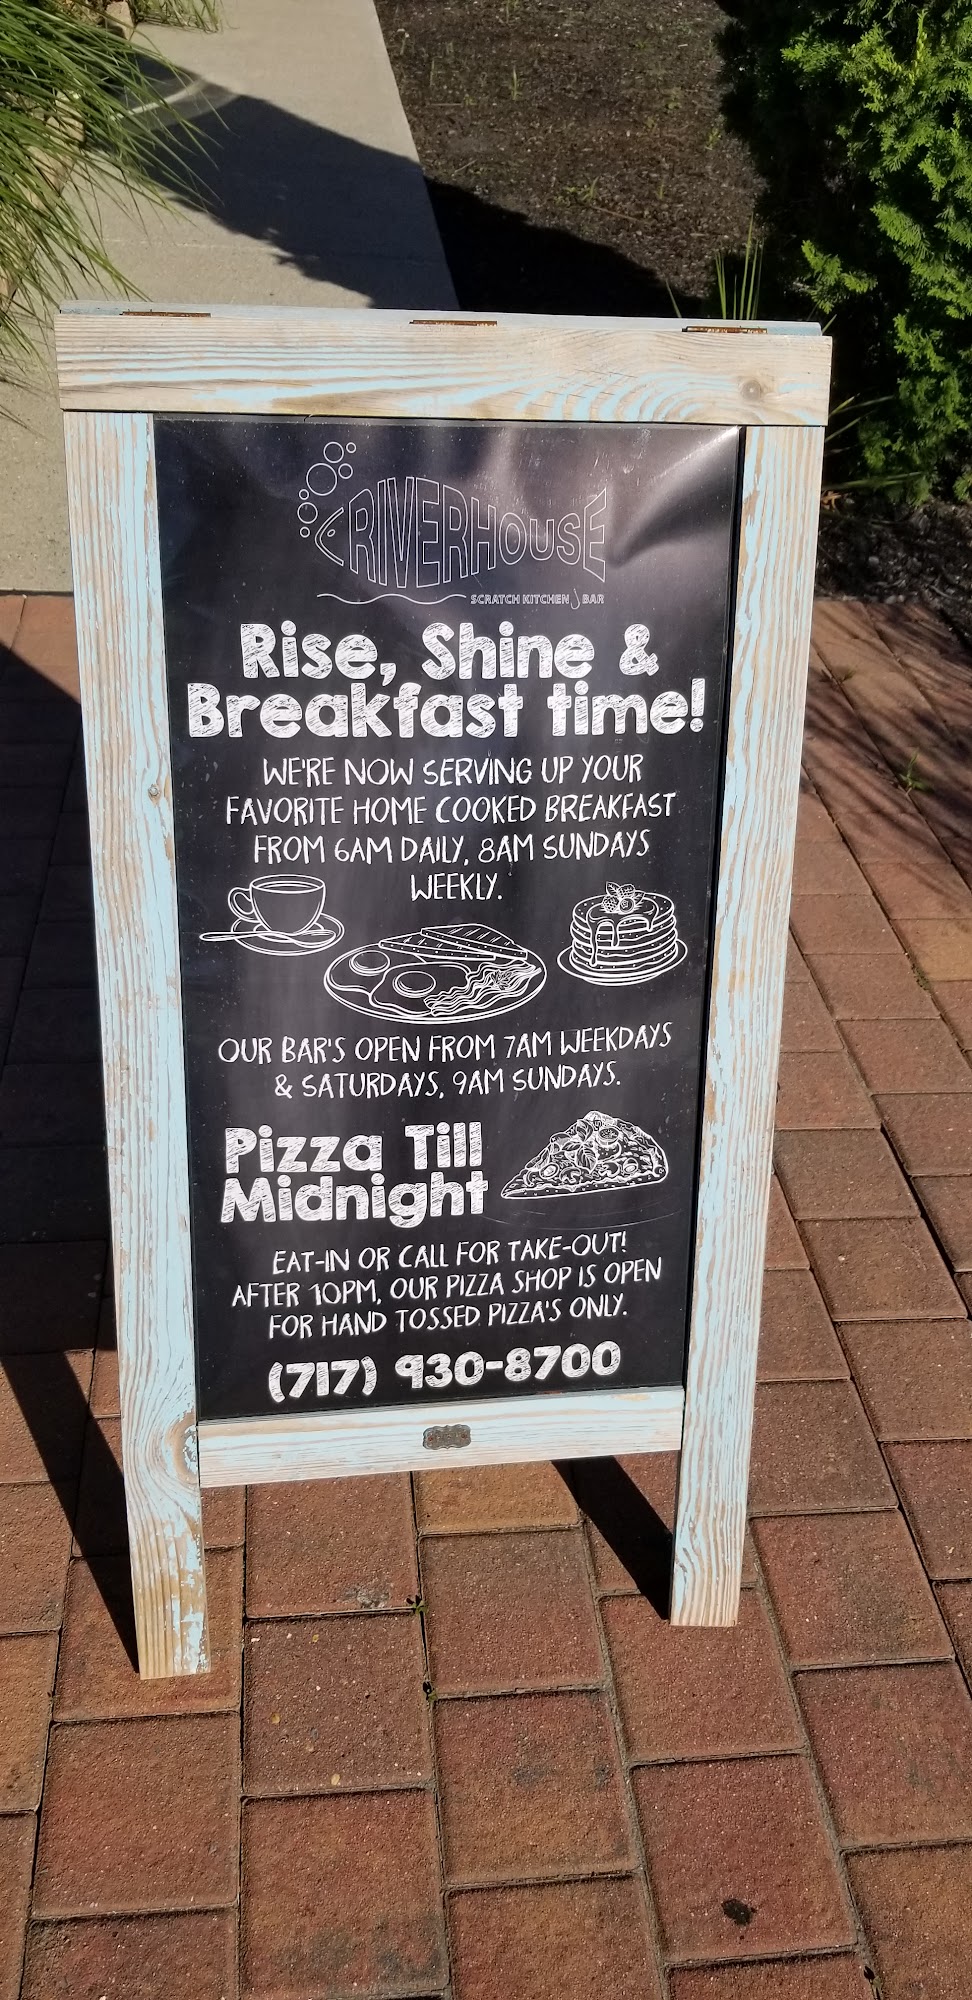 RIVERHOUSE
SCRATCH KITCHEN BAR
Rise, Shine &
Breakfast time!
WE'RE NOW SERVING UP YOUR
FAVORITE HOME COOKED BREAKFAST
FROM 6AM DAILY, 8AM SUNDAYS
WEEKLY.
OUR BAR'S OPEN FROM 7AM WEEKDAYS
& SATURDAYS, 9AM SUNDAYS.
Pizza Till
Midnight
EAT-IN OR CALL FOR TAKE-OUT!
AFTER 10PM, OUR PIZZA SHOP IS OPEN
FOR HAND TOSSED PIZZA'S ONLY.
(717) 930-8700